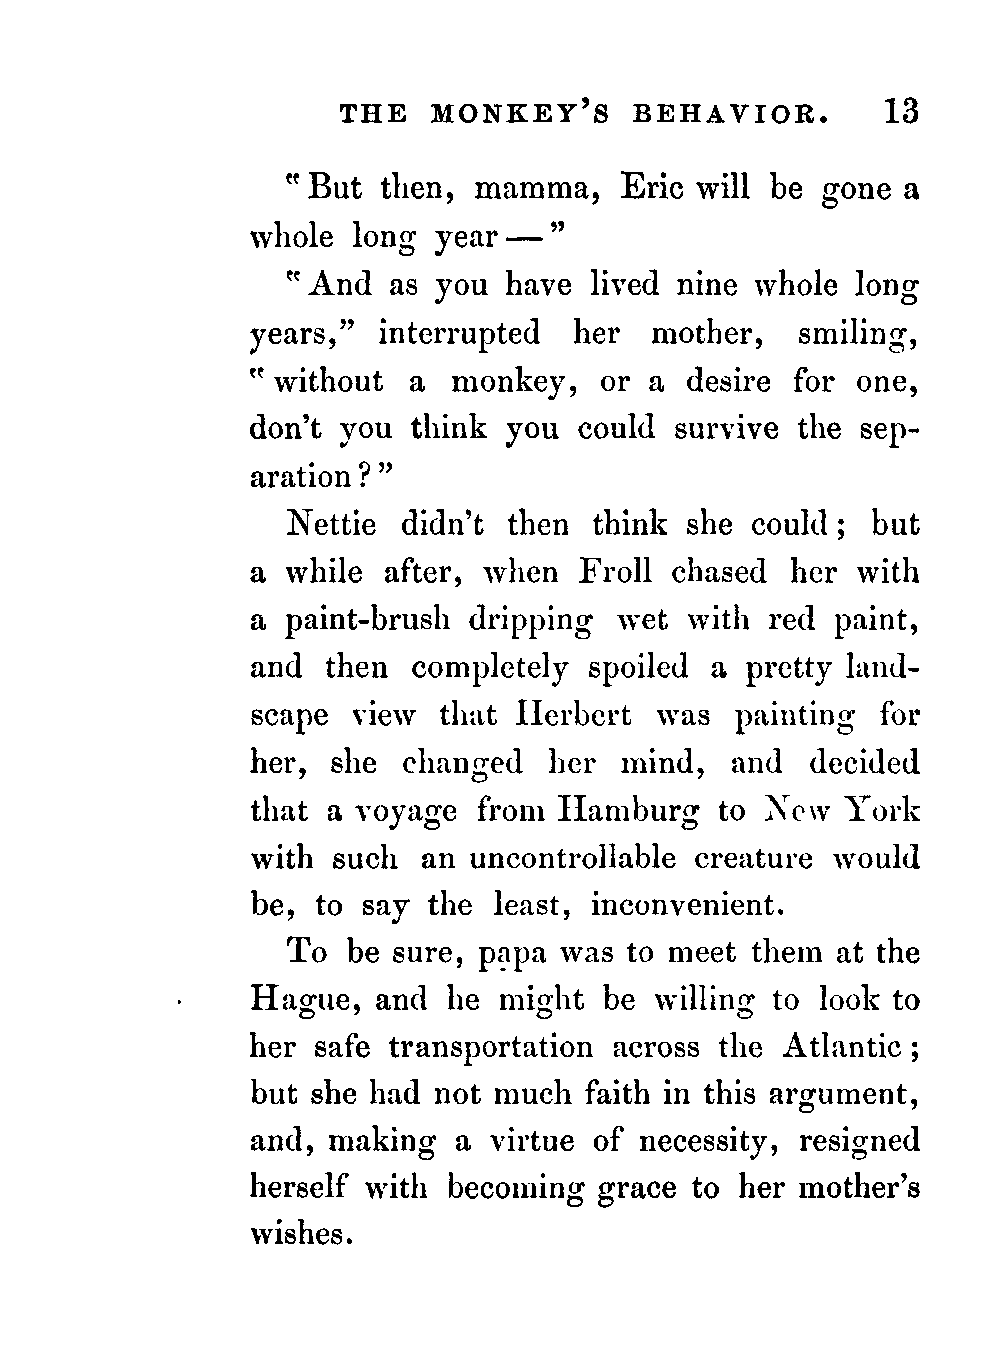 THE MONKEY'S BEHAVIOR. 13
"But then, mamma, Eric will be gone a
whole long year — "
"And as you have lived nine whole long
years," interrupted her mother, smiling,
"without a monkey, or a desire for one,
don't you think you could survive the sep-
aration?"
Nettie didn't then think she could; but
a while after, when Froll chased her with
a paint-brush dripping wet with red paint,
and then completely spoiled a pretty land-
scape view that Herbert was painting for
her, she changed her mind, and decided
that a voyage from Hamburg to New York
with such an uncontrollable creature would
be, to say the least, inconvenient.
To be sure, papa was to meet them at the
Hague, and he might be willing to look to
her safe transportation across the Atlantic;
but she had not much faith in this argument,
and, making a virtue of necessity, resigned
herself with becoming grace to her mother's
wishes.